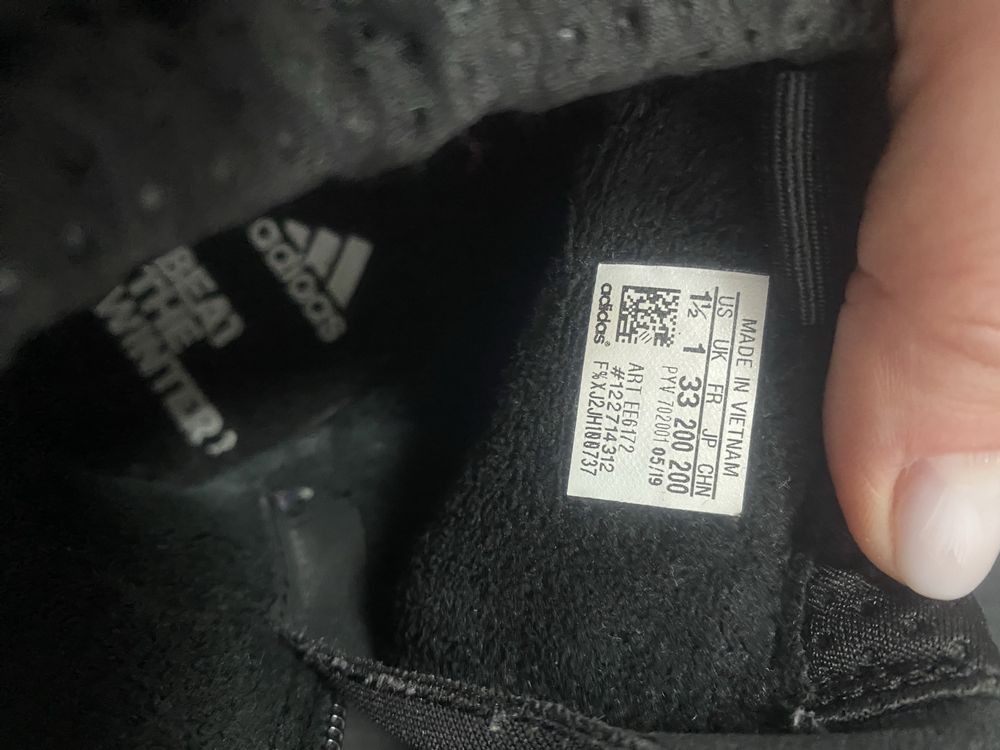 adidas
BEAT
THE
WINTER
MADE IN VIETNAM
US UK FR JP CHN
1½ 1 33 200 200
PYV 702001 05/19
ART EE6172
#122714312
adidas®